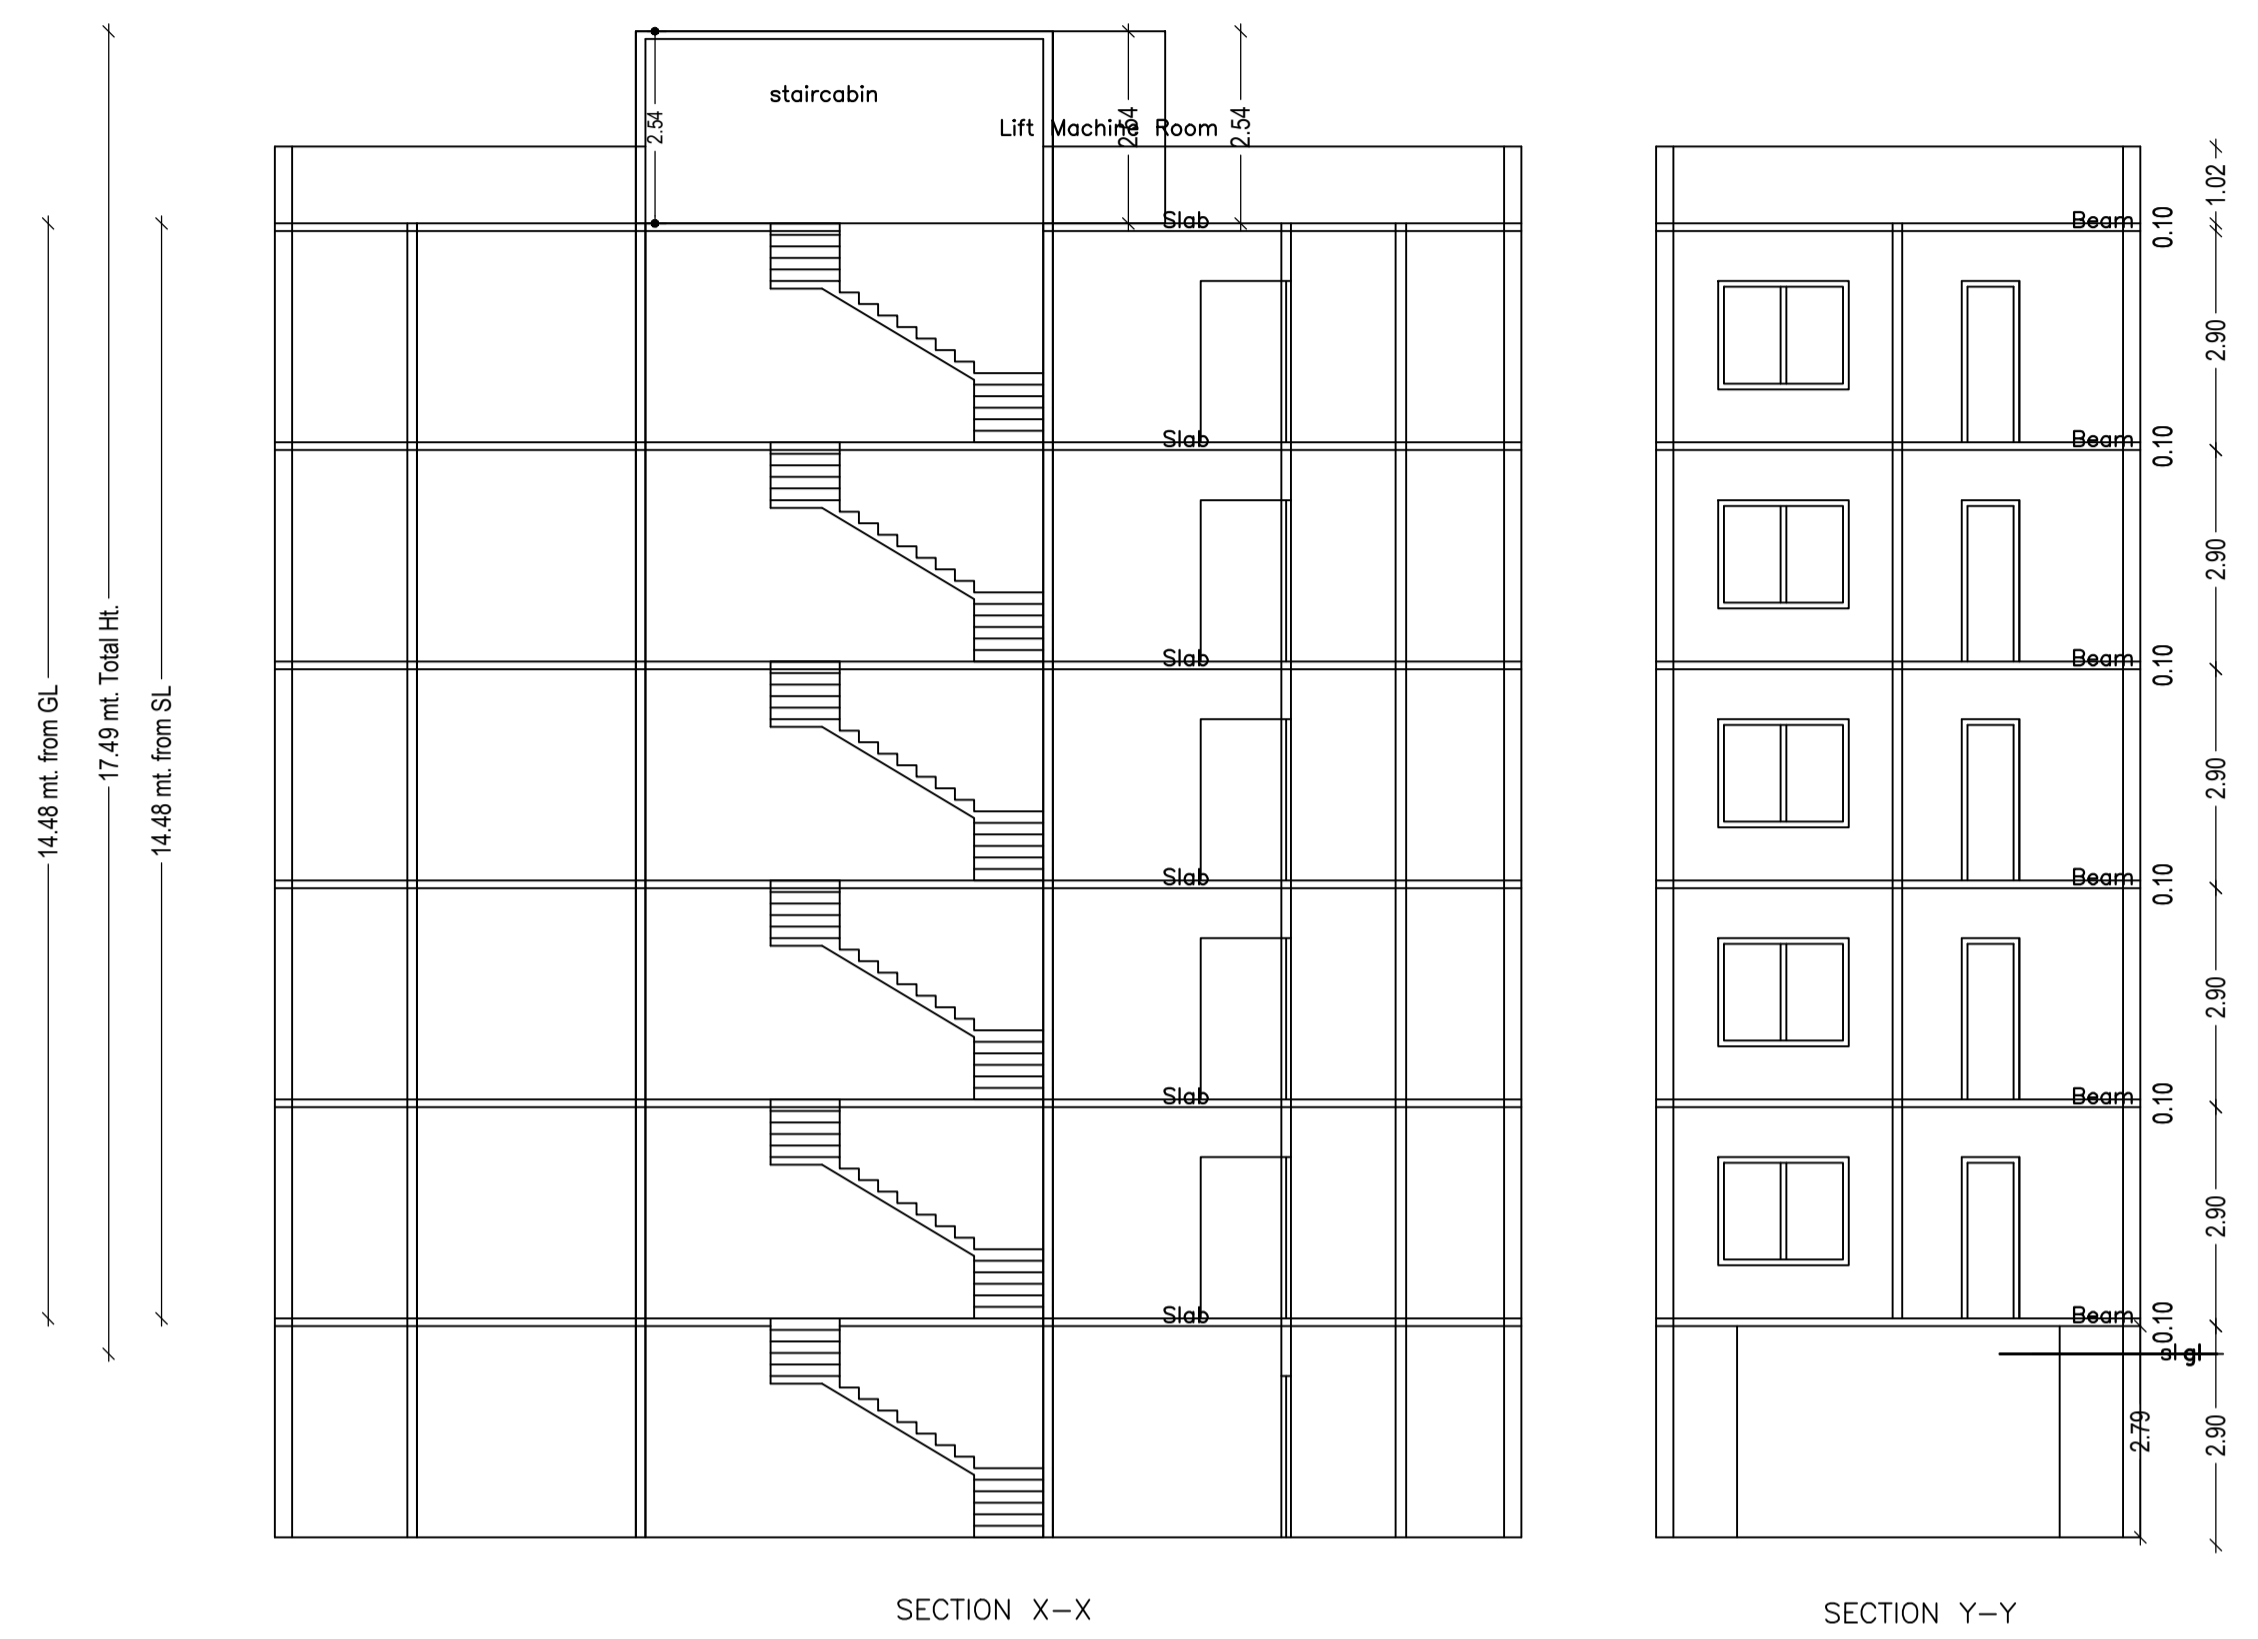 staircabin
Lift Machine Room
2.54
2.54
2.54
1.02
Slab
Beam
0.10
2.90
Slab
Beam
0.10
2.90
Slab
Beam
0.10
2.90
Slab
Beam
0.10
2.90
Slab
Beam
0.10
2.90
Slab
Beam
0.10
sl gl
2.79
2.90
14.48 mt. from GL
17.49 mt. Total Ht.
14.48 mt. from SL
SECTION X-X
SECTION Y-Y